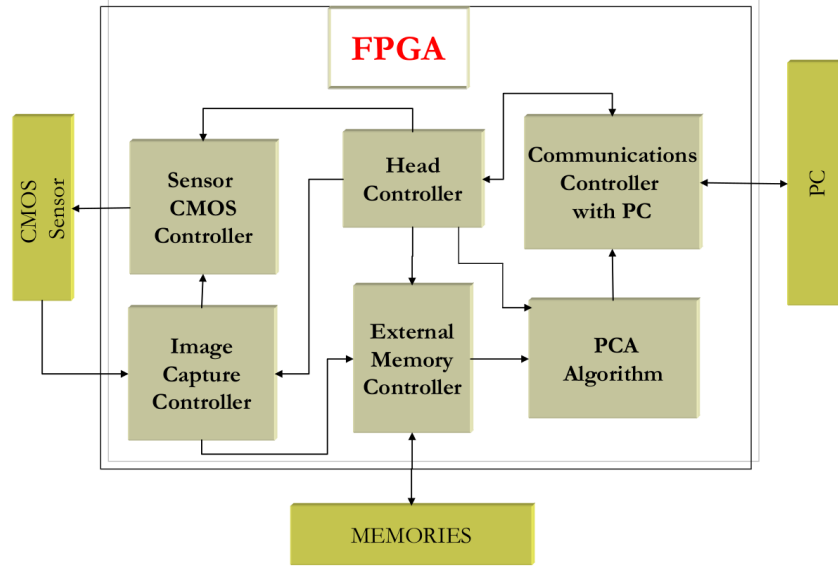 FPGA
CMOS
Sensor
Sensor
CMOS
Controller
Head
Controller
Communications
Controller
with PC
PC
Image
Capture
Controller
External
Memory
Controller
PCA
Algorithm
MEMORIES